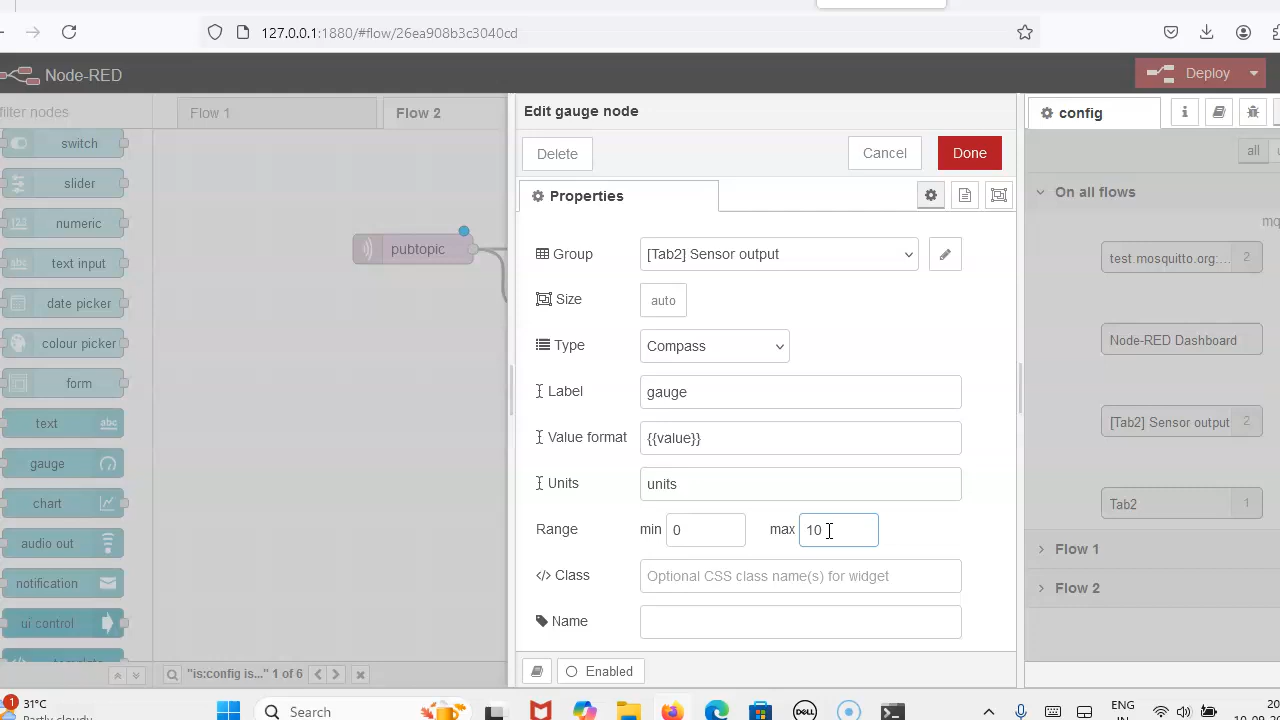 127.0.0.1:1880/#flow/26ea908b3c3040cd
Node-RED
Deploy
filter nodes
Flow 1
Flow 2
Edit gauge node
config
Delete
Cancel
Done
all
Properties
On all flows
switch
slider
numeric
text input
date picker
colour picker
form
text
gauge
chart
audio out
notification
ui control
pubtopic
Group
[Tab2] Sensor output
Size
auto
Type
Compass
Label
gauge
Value format
{{value}}
Units
units
Range
min
0
max
10
</> Class
Optional CSS class name(s) for widget
Name
Enabled
test.mosquitto.org:...
2
Node-RED Dashboard
[Tab2] Sensor output
2
Tab2
1
Flow 1
Flow 2
"is:config is..." 1 of 6
1
31°C
Partly cloudy
Search
DELL
ENG
IN